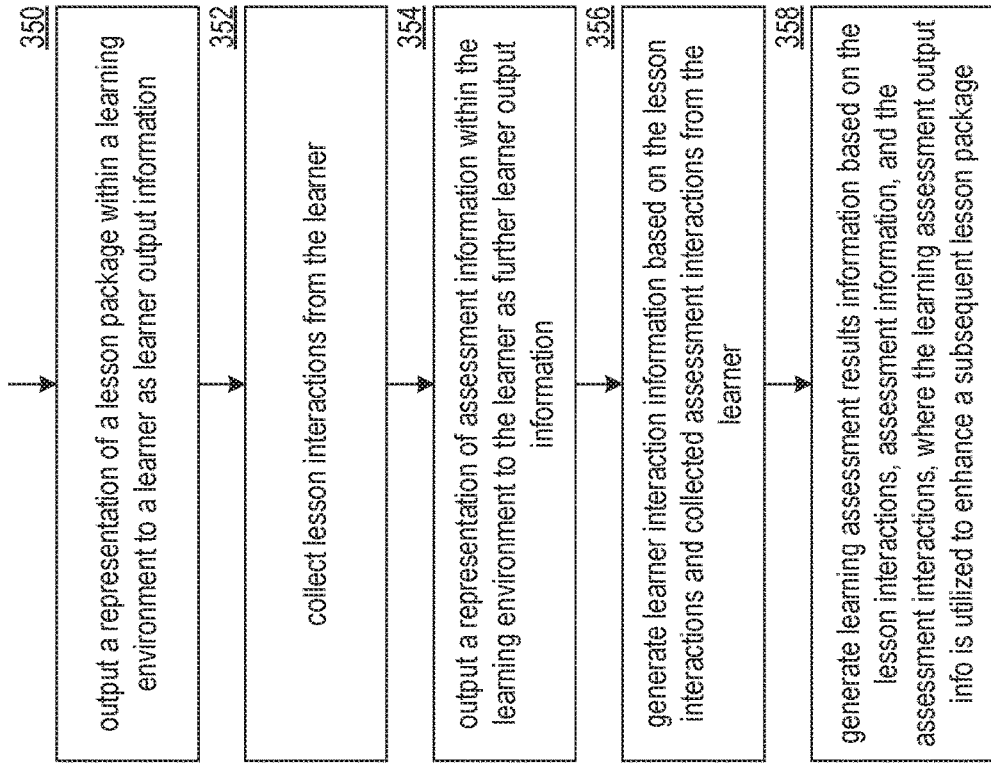 350
output a representation of a lesson package within a learning
environment to a learner as learner output information
352
collect lesson interactions from the learner
354
output a representation of assessment information within the
learning environment to the learner as further learner output
information
356
generate learner interaction information based on the lesson
interactions and collected assessment interactions from the
learner
358
generate learning assessment results information based on the
lesson interactions, assessment information, and the
assessment interactions, where the learning assessment output
info is utilized to enhance a subsequent lesson package